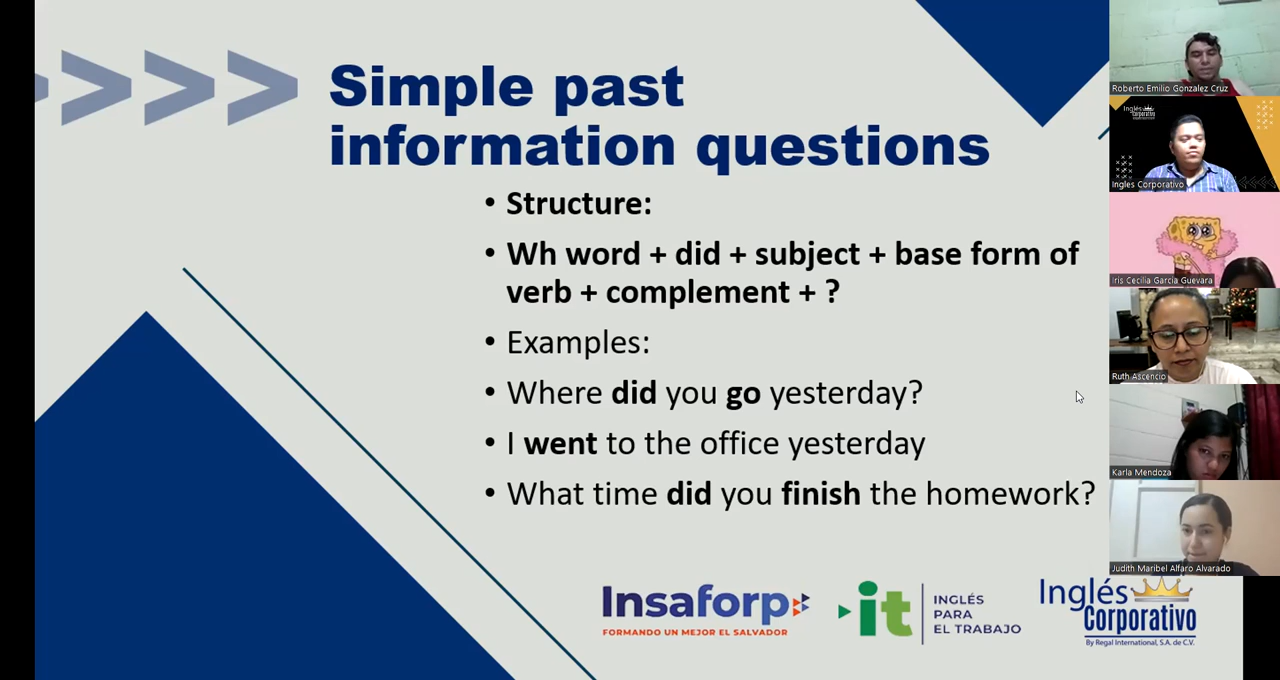 Simple past
information questions
• Structure:
• Wh word + did + subject + base form of
verb + complement + ?
• Examples:
• Where did you go yesterday?
• I went to the office yesterday
• What time did you finish the homework?
Insaforp
FORMANDO UN MEJOR EL SALVADOR
it
INGLÉS
PARA
EL TRABAJO
Inglés
Corporativo
By Regal International, S.A. de C.V.
Roberto Emilio Gonzalez Cruz
Inglés
Corporativo
Ingles Corporativo
Iris Cecilia Garcia Guevara
Ruth Ascencio
Karla Mendoza
Judith Maribel Alfaro Alvarado